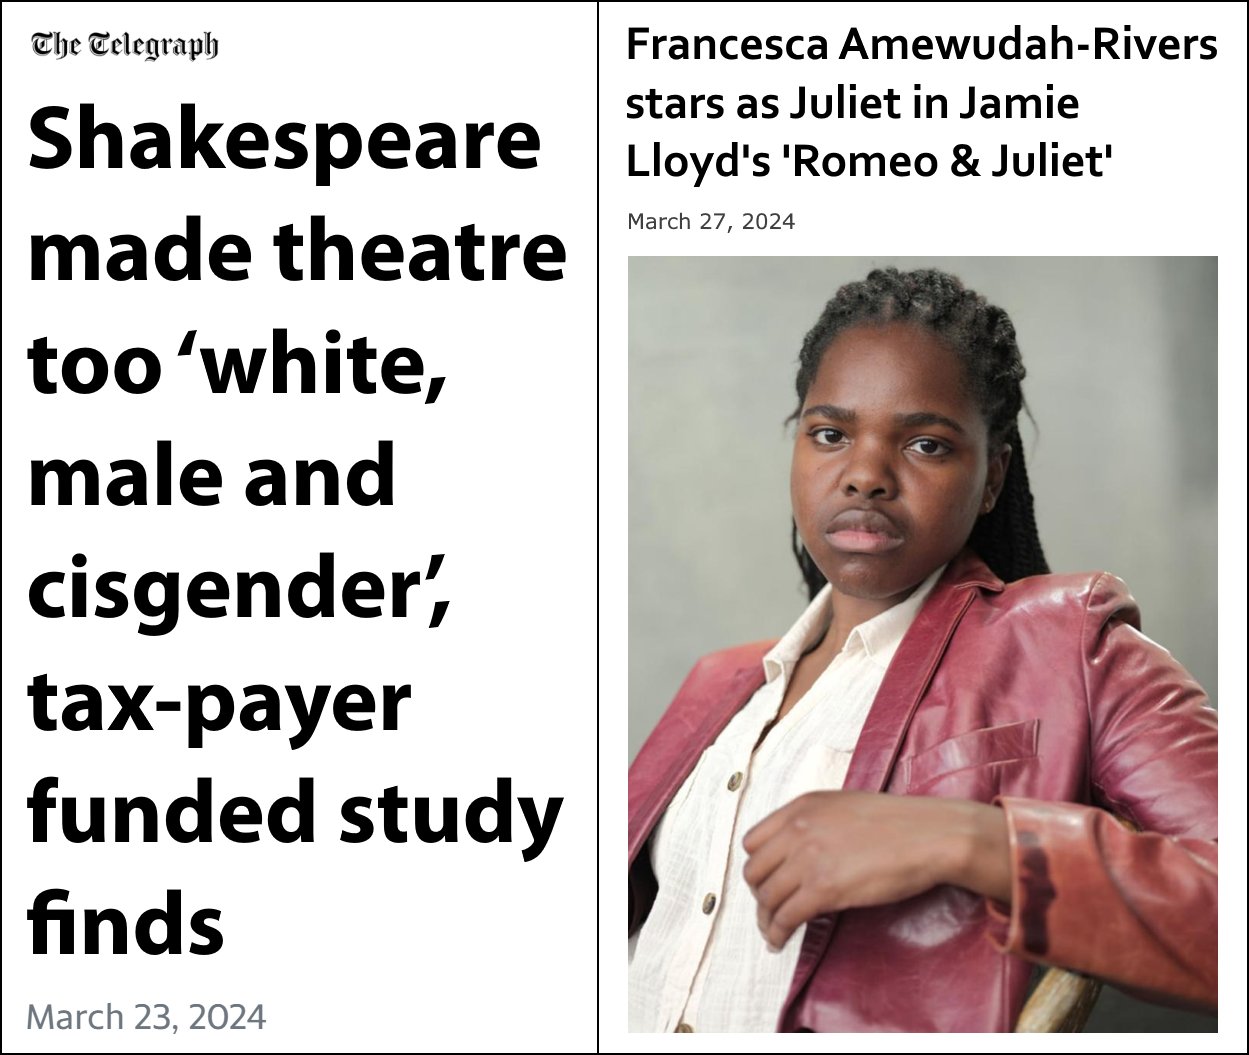 The Telegraph
Shakespeare
made theatre
too ‘white,
male and
cisgender’,
tax-payer
funded study
finds
March 23, 2024
Francesca Amewudah-Rivers
stars as Juliet in Jamie
Lloyd's 'Romeo & Juliet'
March 27, 2024